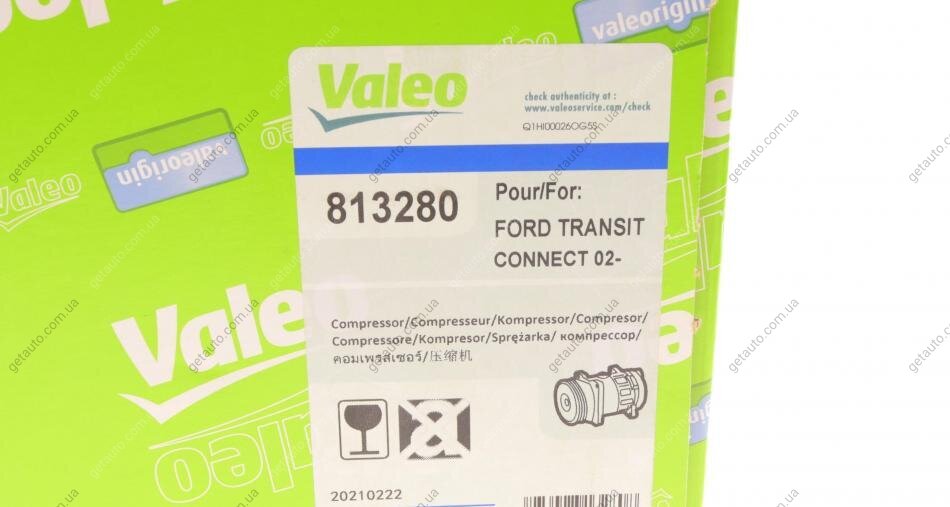 valeorigin
Valeo
check authenticity at :
www.valeoservice.com/check
Q1HI00026OG5S
valeorigin
Valeo
813280
Pour/For:
FORD TRANSIT
CONNECT 02-
Valeo
Compressor/Compresseur/Kompressor/Compresor/
Compressore/Kompresor/Sprężarka/ компрессор/
คอมเพรสเซอร์/压缩机
a
20210222
getauto.com.ua